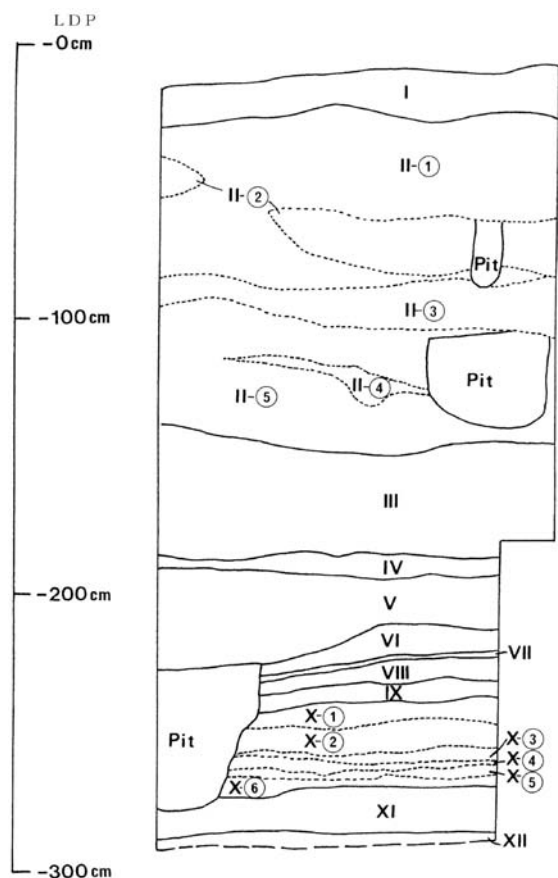 LDP
-0cm
I
II-①
II-②
Pit
II-③
-100cm
Pit
II-④
II-⑤
III
IV
-200cm
V
VI
VII
VIII
IX
X-①
X-②
Pit
X-③
X-④
X-⑤
X-⑥
XI
XII
-300cm